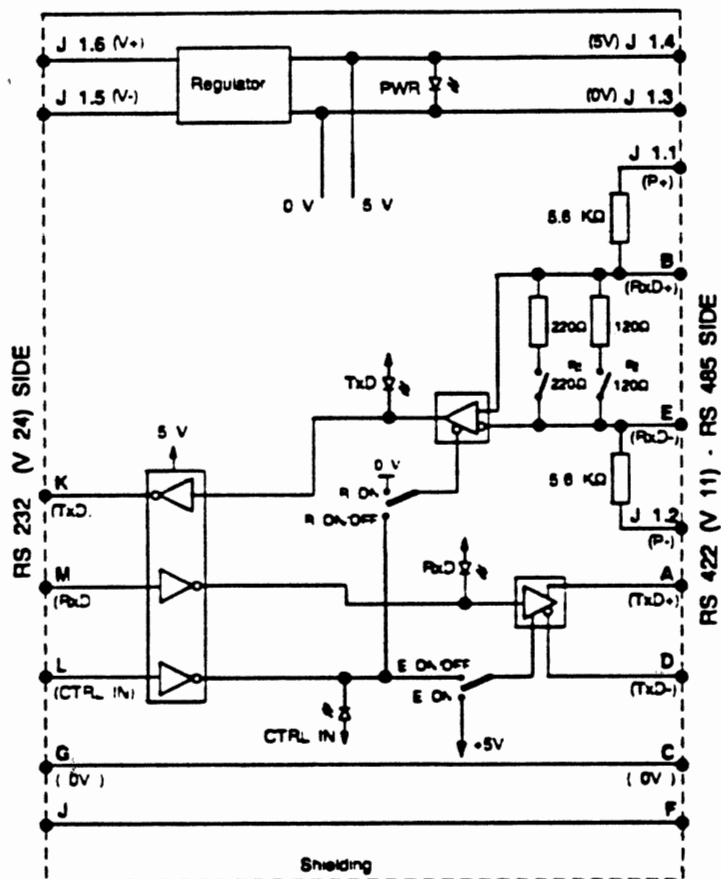 J 1.6 (V+)
(5V) J 1.4
Regulator
PWR
J 1.5 (V-)
(0V) J 1.3
J 1.1
(P+)
0 V
5 V
5.6 KΩ
B
(RxD+)
220Ω
120Ω
TxD
220Ω
120Ω
5 V
E
(RxD-)
0 V
5.6 KΩ
K
(TxD.
R ON
R ON/OFF
J 1.2
(P-)
M
(RxD
RxD
A
(TxD+)
L
(CTRL IN)
E ON/OFF
E ON
D
(TxD-)
CTRL IN
+5V
G
( 0V )
C
( 0V )
J
F
Shielding
RS 232 (V 24) SIDE
RS 422 (V 11) - RS 485 SIDE